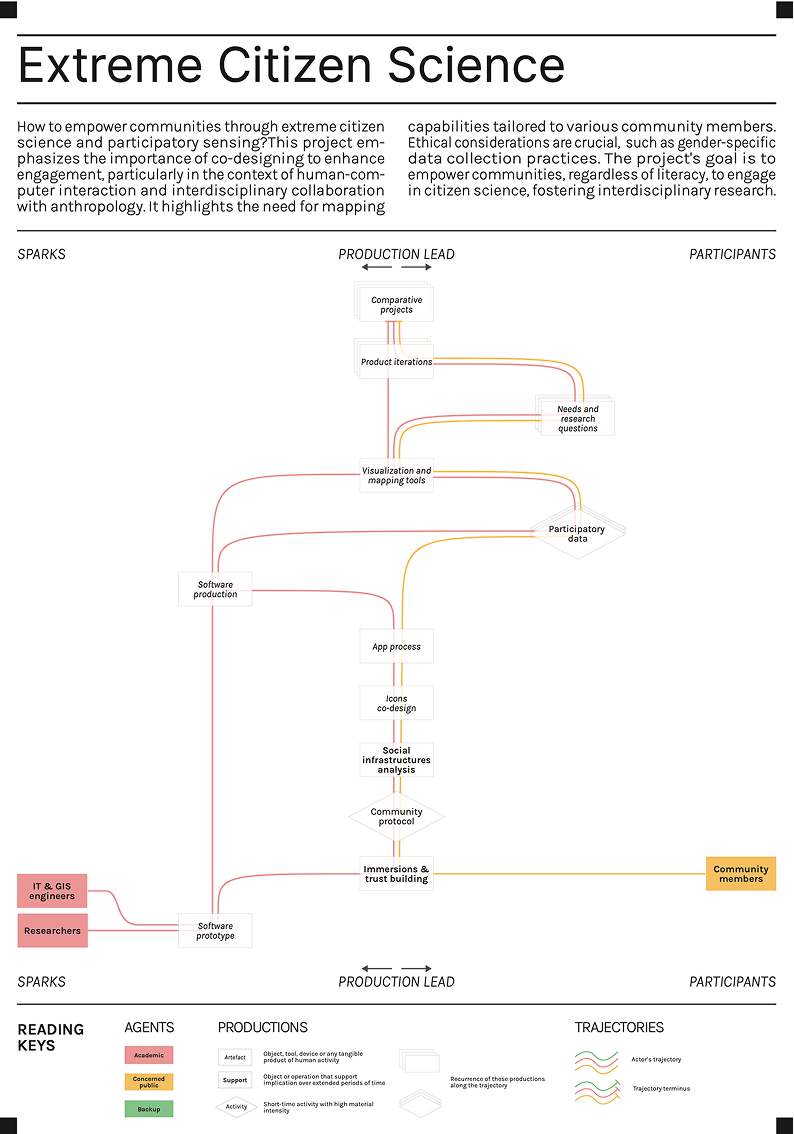 Extreme Citizen Science
How to empower communities through extreme citizen
science and participatory sensing?This project em-
phasizes the importance of co-designing to enhance
engagement, particularly in the context of human-com-
puter interaction and interdisciplinary collaboration
with anthropology. It highlights the need for mapping
capabilities tailored to various community members.
Ethical considerations are crucial, such as gender-specific
data collection practices. The project's goal is to
empower communities, regardless of literacy, to engage
in citizen science, fostering interdisciplinary research.
SPARKS
PRODUCTION LEAD
PARTICIPANTS
Comparative
projects
Product iterations
Needs and
research
questions
Visualization and
mapping tools
Participatory
data
Software
production
App process
Icons
co-design
Social
infrastructures
analysis
Community
protocol
Immersions &
trust building
Community
members
IT & GIS
engineers
Researchers
Software
prototype
SPARKS
PRODUCTION LEAD
PARTICIPANTS
READING
KEYS
AGENTS
Academic
Concerned
public
Backup
PRODUCTIONS
Artefact
Object, tool, device or any tangible
product of human activity
Support
Object or operation that support
implication over extended periods of time
Activity
Short-time activity with high material
intensity
Recurrence of these productions
along the trajectory
TRAJECTORIES
Actor's trajectory
Trajectory terminus